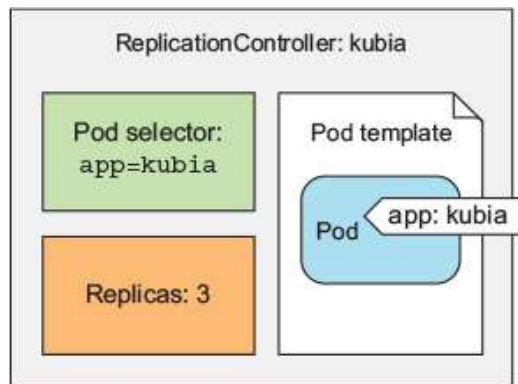 ReplicationController: kubia
Pod selector:
app=kubia
Replicas: 3
Pod template
Pod
app: kubia